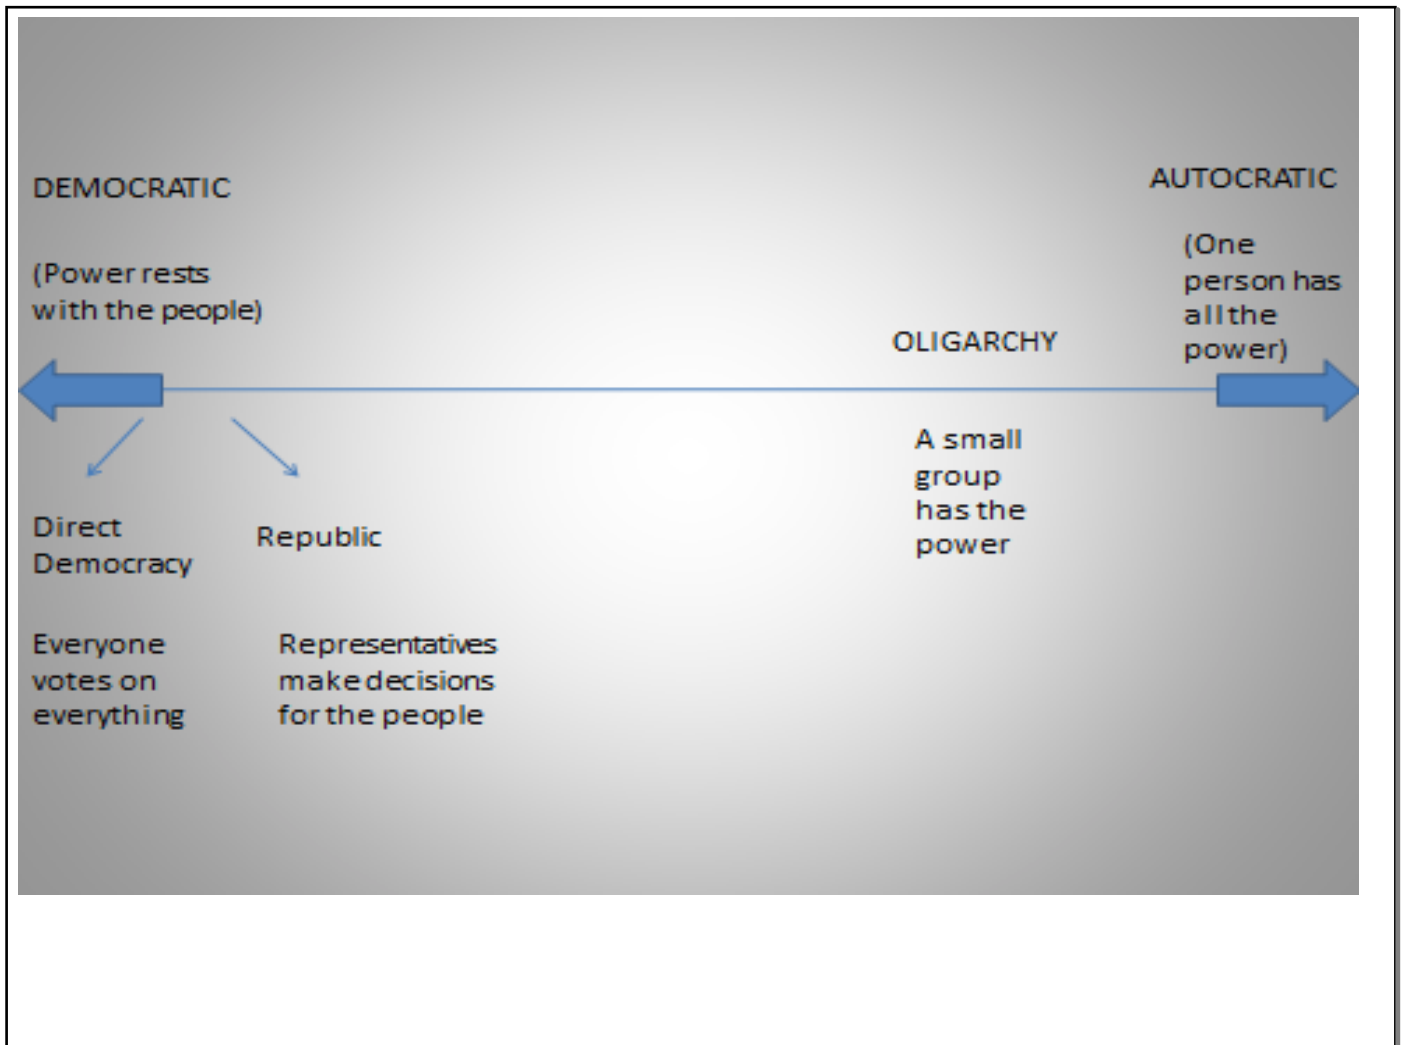 DEMOCRATIC
(Power rests
with the people)
AUTOCRATIC
(One
person has
all the
power)
OLIGARCHY
A small
group
has the
power
Direct
Democracy
Everyone
votes on
everything
Republic
Representatives
make decisions
for the people